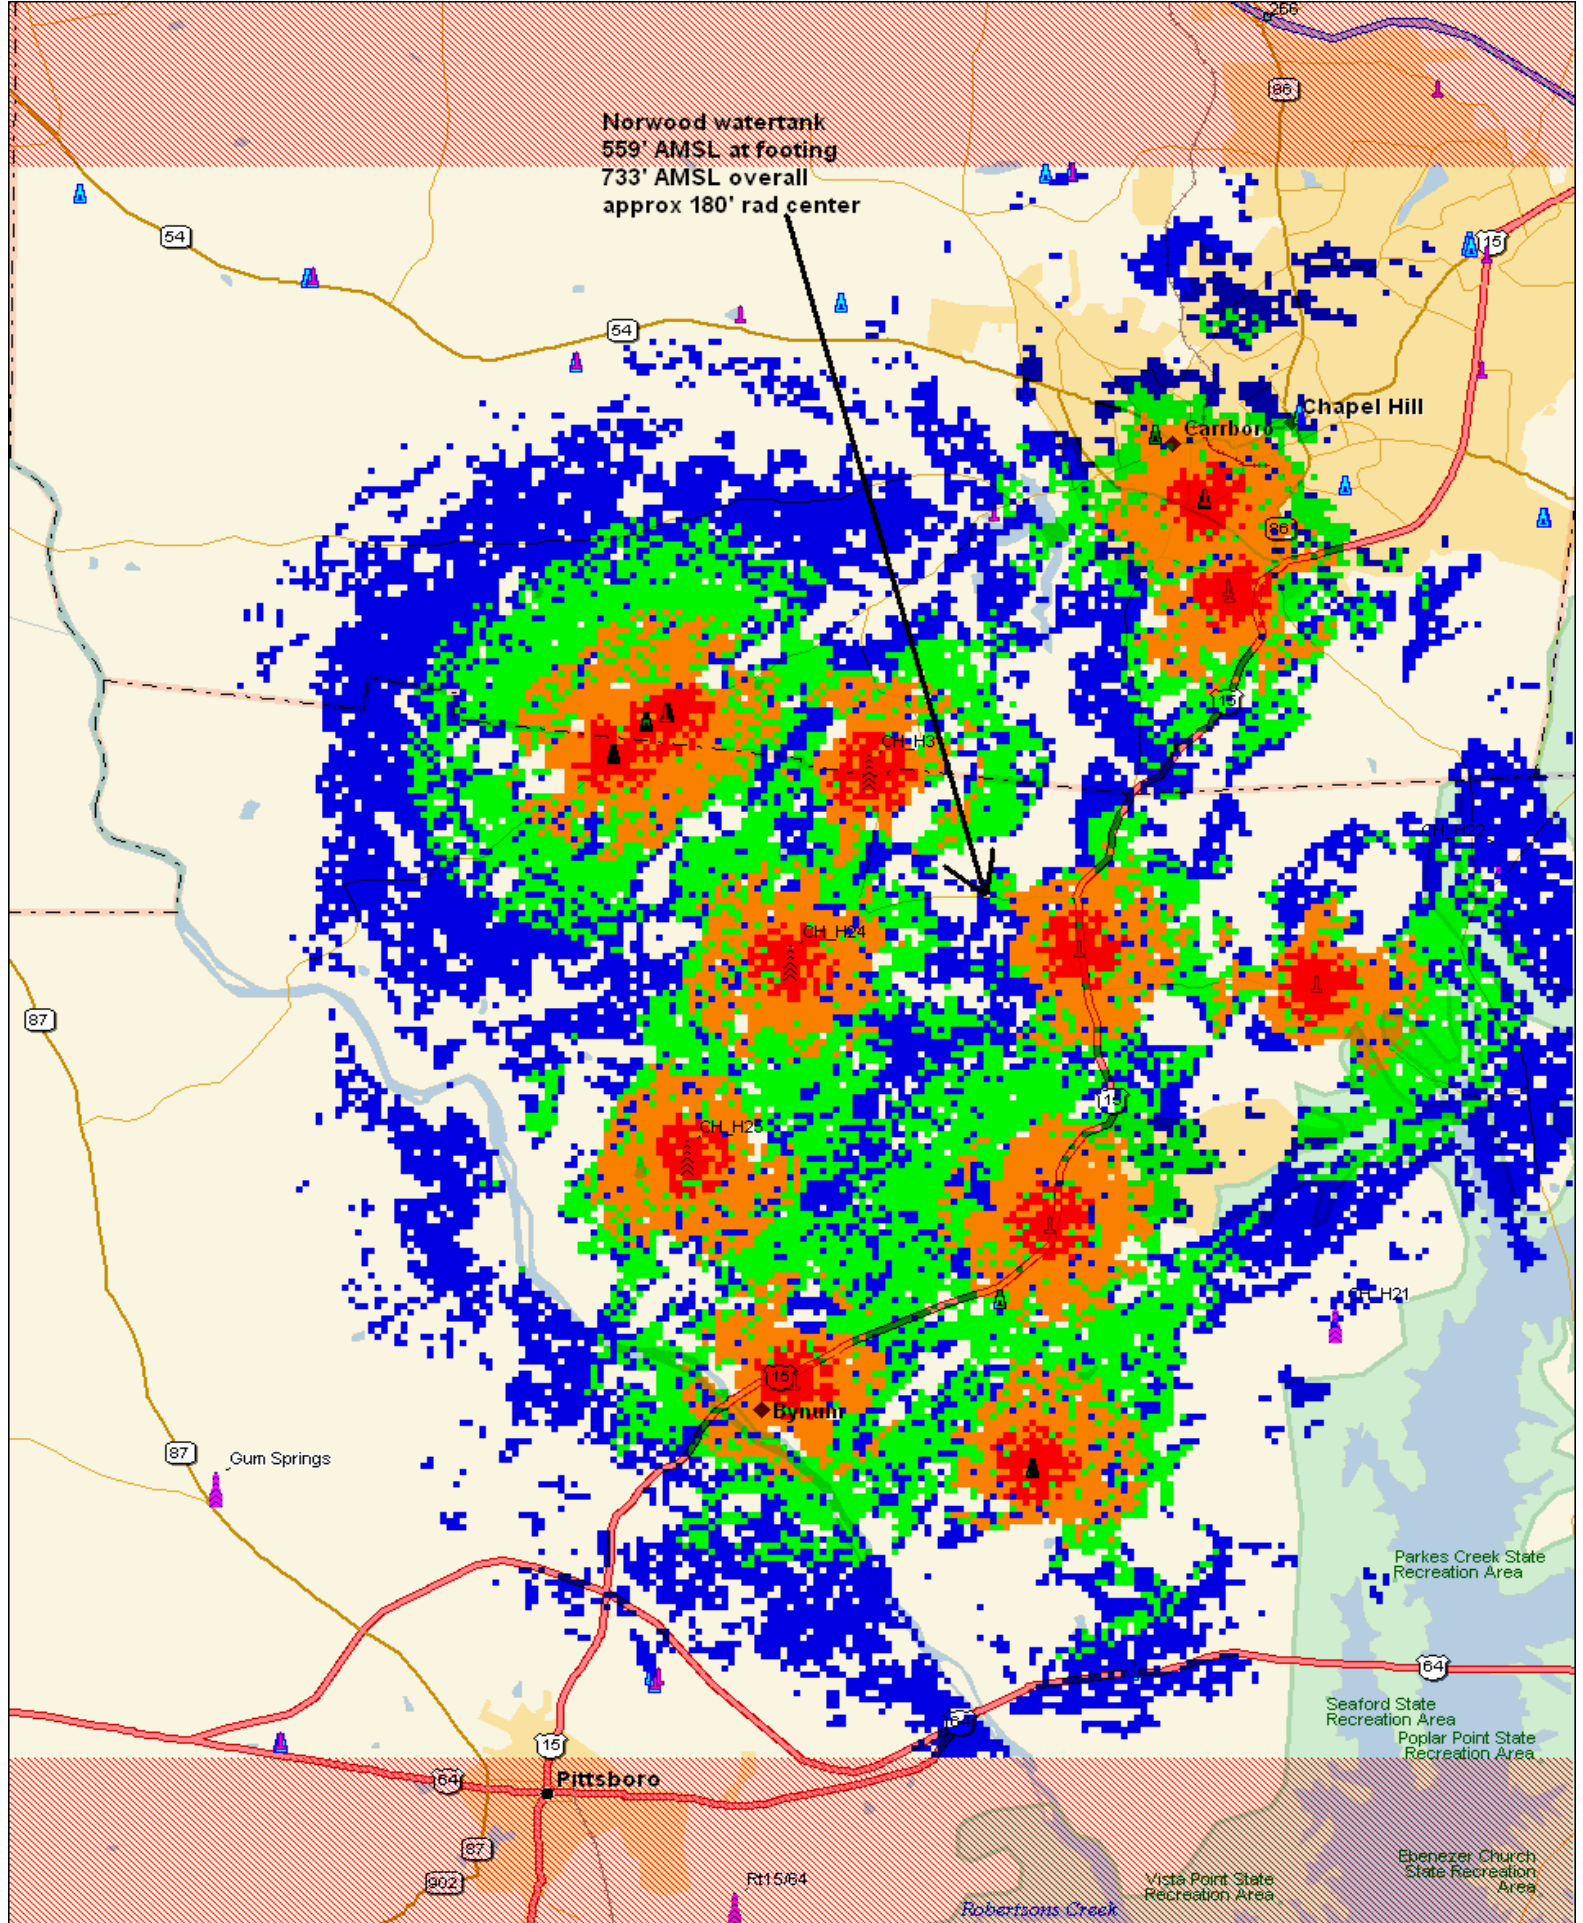 266
86
Norwood watertank
559' AMSL at footing
733' AMSL overall
approx 180' rad center
54
15
54
Chapel Hill
Carrboro
86
15
CH_H3
CH_H22
CH_H24
87
15
CH_H25
CH_H21
15
Bynum
87
Gum Springs
Parkes Creek State
Recreation Area
64
Seaford State
Recreation Area
64
Poplar Point State
Recreation Area
15
64
Pittsboro
87
902
Rt15/64
Ebenezer Church
State Recreation
Area
Vista Point State
Recreation Area
Robertsons Creek